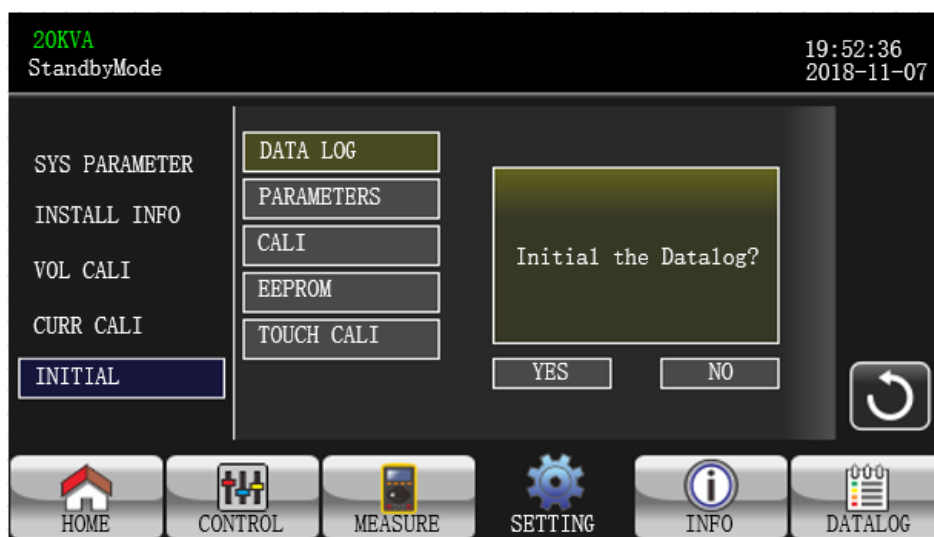 20KVA
StandbyMode
19:52:36
2018-11-07
SYS PARAMETER
INSTALL INFO
VOL CALI
CURR CALI
INITIAL
DATA LOG
PARAMETERS
CALI
EEPROM
TOUCH CALI
Initial the Datalog?
YES
NO
HOME
CONTROL
MEASURE
SETTING
INFO
DATALOG